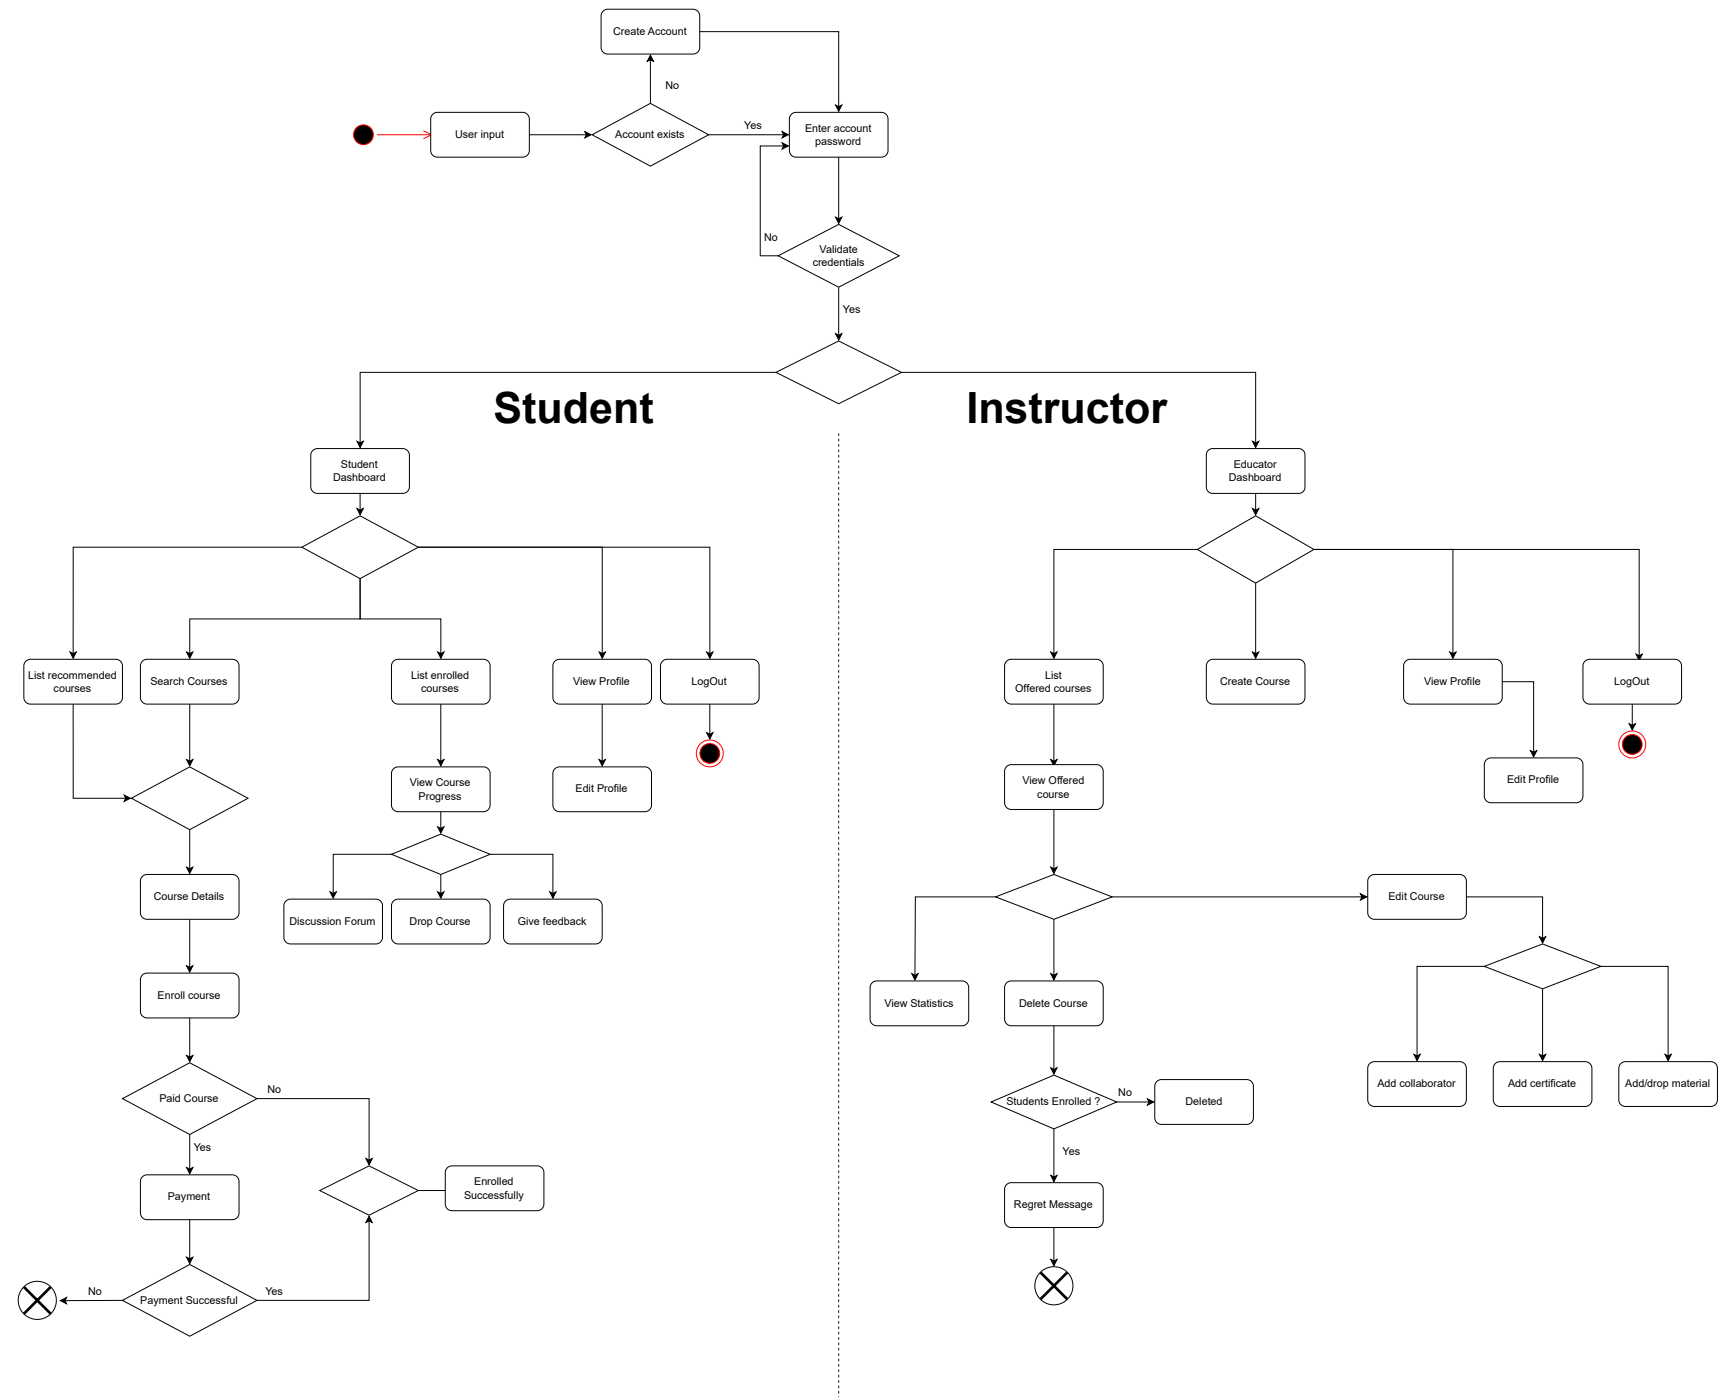 Create Account
No
User input
Account exists
Yes
Enter account
password
No
Validate
credentials
Yes
Student
Instructor
Student
Dashboard
Educator
Dashboard
List recommended
courses
Search Courses
List enrolled
courses
View Profile
LogOut
List
Offered courses
Create Course
View Profile
LogOut
View Course
Progress
Edit Profile
View Offered
course
Edit Profile
Course Details
Discussion Forum
Drop Course
Give feedback
Edit Course
Enroll course
View Statistics
Delete Course
Add collaborator
Add certificate
Add/drop material
Paid Course
No
Students Enrolled ?
No
Deleted
Yes
Yes
Payment
Enrolled
Successfully
Regret Message
No
Payment Successful
Yes